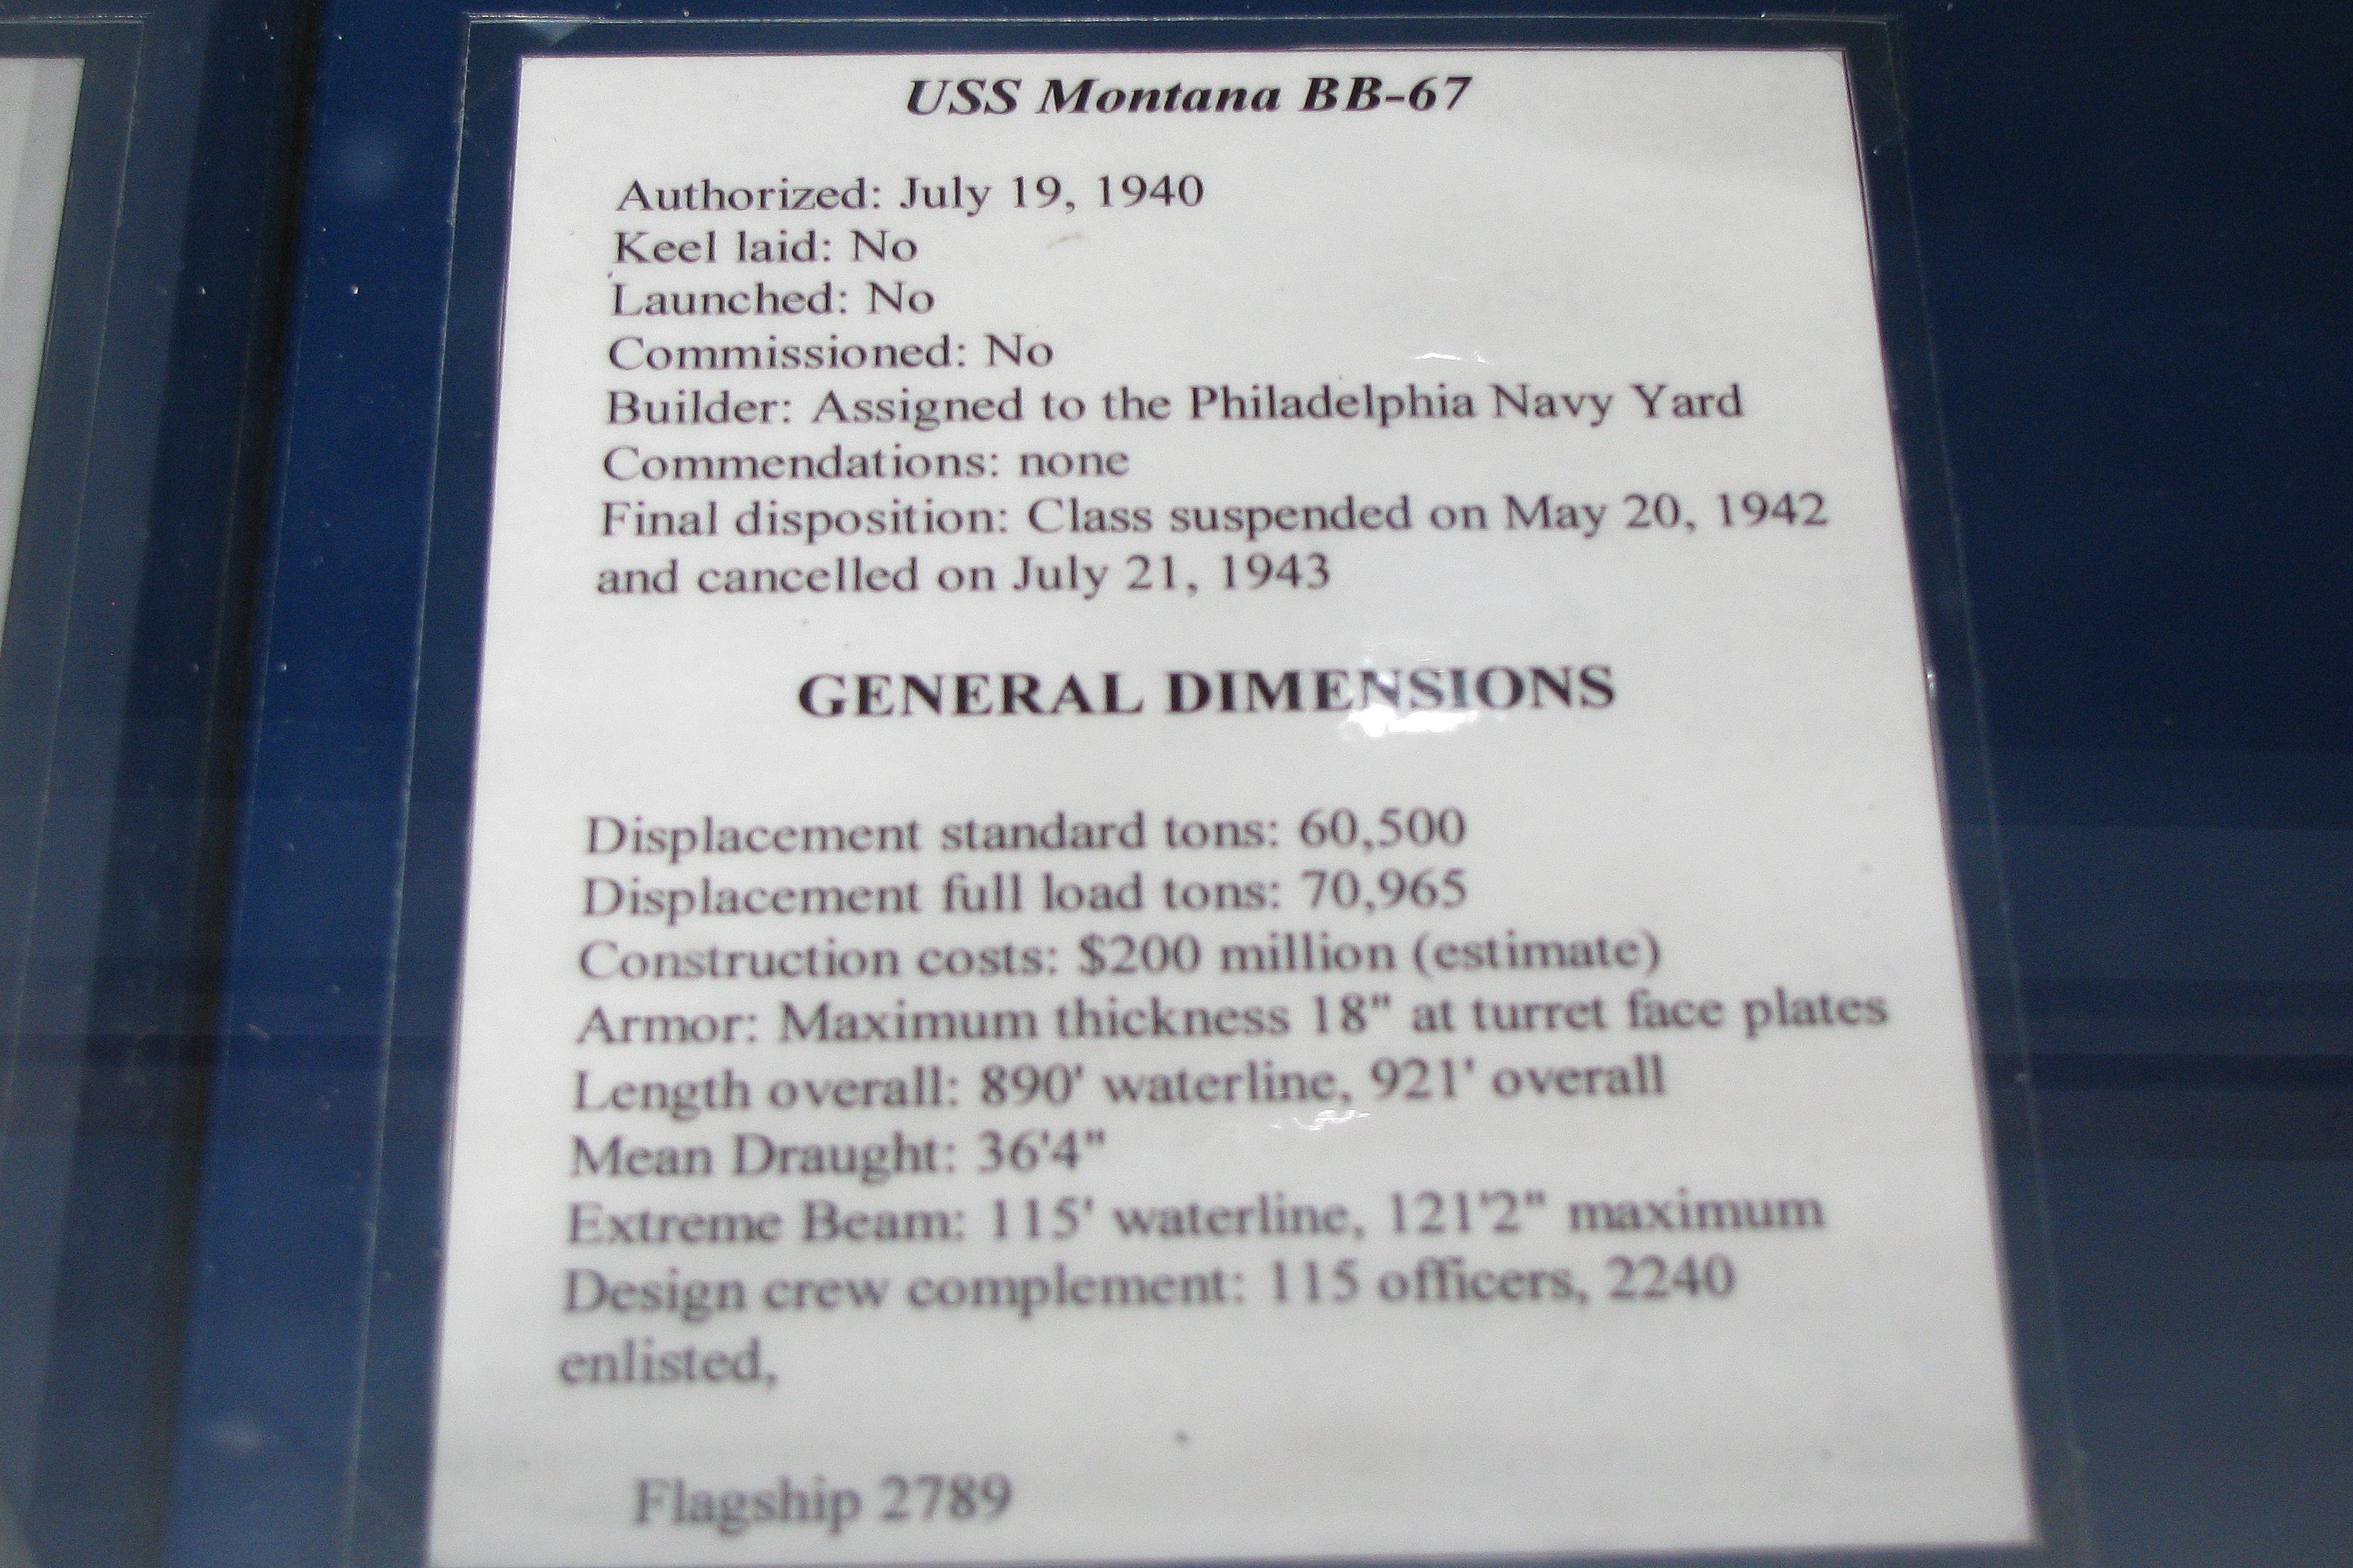 USS Montana BB-67
Authorized: July 19, 1940
Keel laid: No
Launched: No
Commissioned: No
Builder: Assigned to the Philadelphia Navy Yard
Commendations: none
Final disposition: Class suspended on May 20, 1942
and cancelled on July 21, 1943
GENERAL DIMENSIONS
Displacement standard tons: 60,500
Displacement full load tons: 70,965
Construction costs: $200 million (estimate)
Armor: Maximum thickness 18" at turret face plates
Length overall: 890' waterline, 921' overall
Mean Draught: 36'4"
Extreme Beam: 115' waterline, 121'2" maximum
Design crew complement: 115 officers, 2240
enlisted,
Flagship 2789